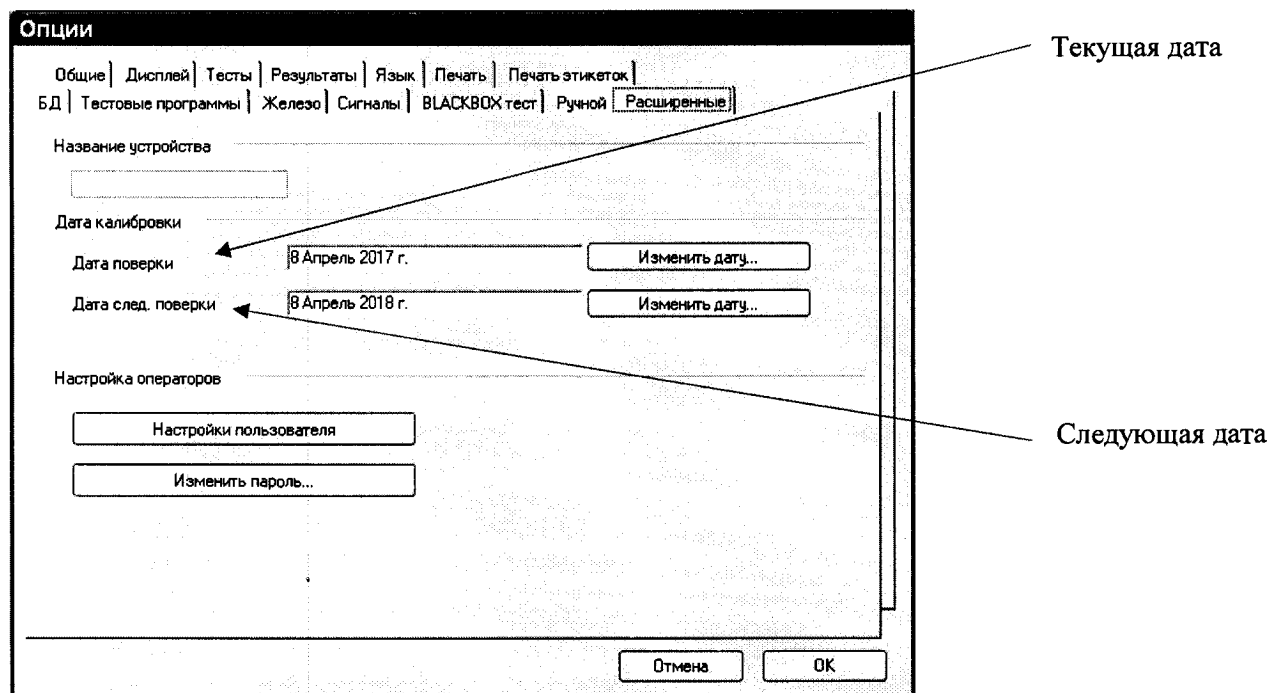 Опции
Текущая дата
Общие Дисплей Тесты Результаты Язык Печать Печать этикеток
БД Тестовые программы Железо Сигналы BLACKBOX тест Ручной Расширенные
Название устройства
Дата калибровки
Дата поверки 8 Апрель 2017 г. Изменить дату...
Дата след. поверки 8 Апрель 2018 г. Изменить дату...
Настройка операторов
Настройки пользователя
Следующая дата
Изменить пароль...
Отмена OK